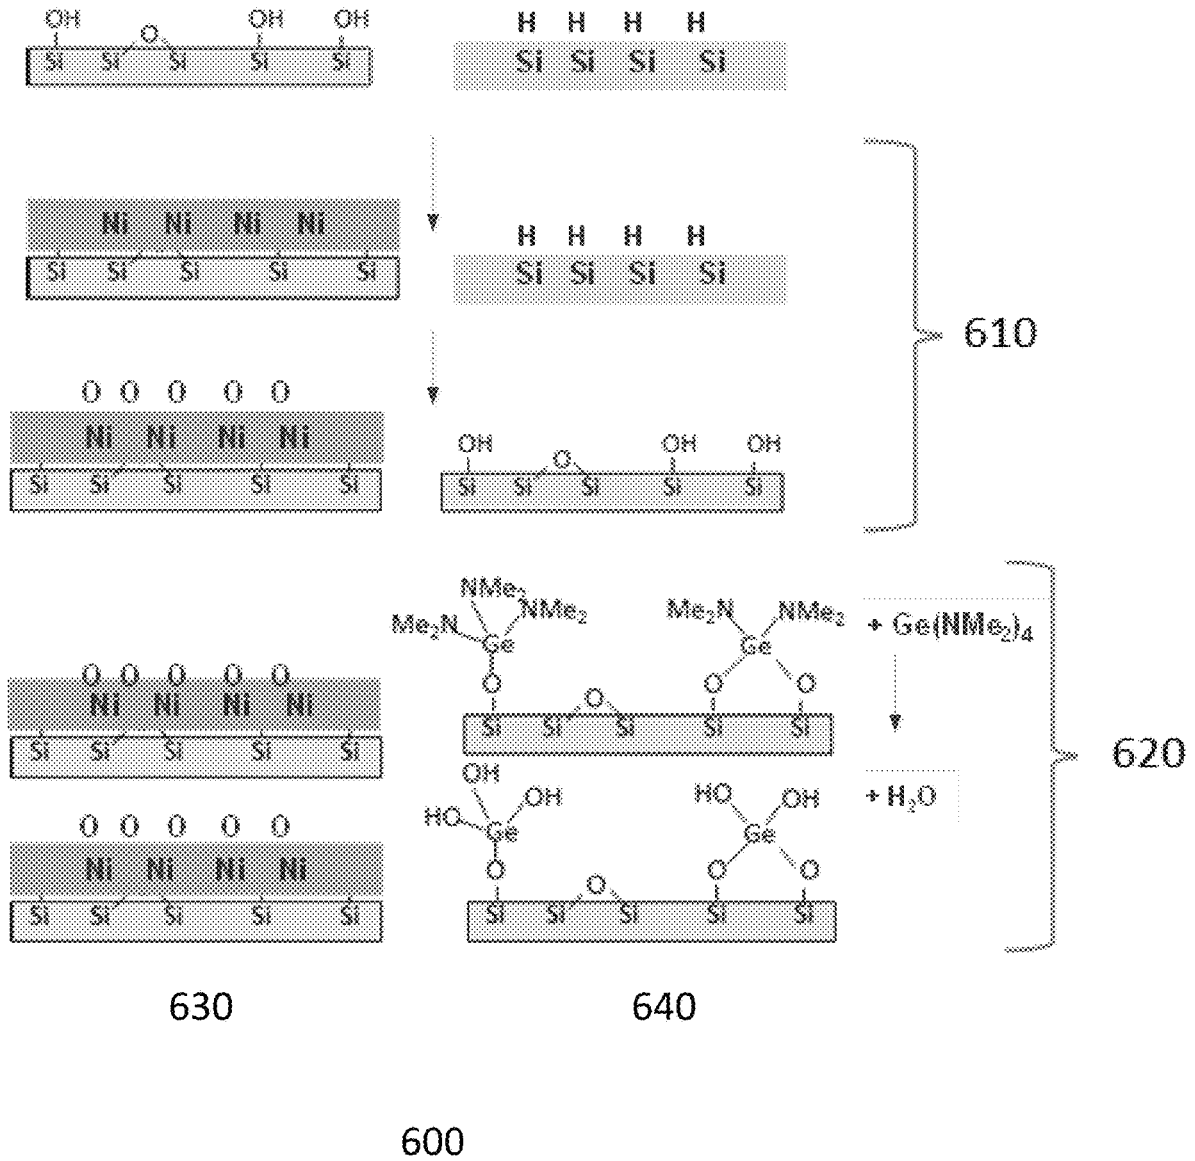 OH O OH OH
Si Si Si Si Si
H H H H
Si Si Si Si
Ni Ni Ni Ni
Si Si Si Si Si
H H H H
Si Si Si Si
610
O O O O O
Ni Ni Ni Ni
Si Si Si Si Si
OH O OH OH
Si Si Si Si Si
NMe₂
Me₂N NMe₂
Ge
O O
Si Si Si Si Si
Me₂N NMe₂
Ge
O O
+ Ge(NMe₂)₄
O O O O O
Ni Ni Ni Ni
Si Si Si Si Si
620
OH
HO OH
Ge
O O
Si Si Si Si Si
HO OH
Ge
O O
+ H₂O
O O O O O
Ni Ni Ni Ni
Si Si Si Si Si
630
640
600